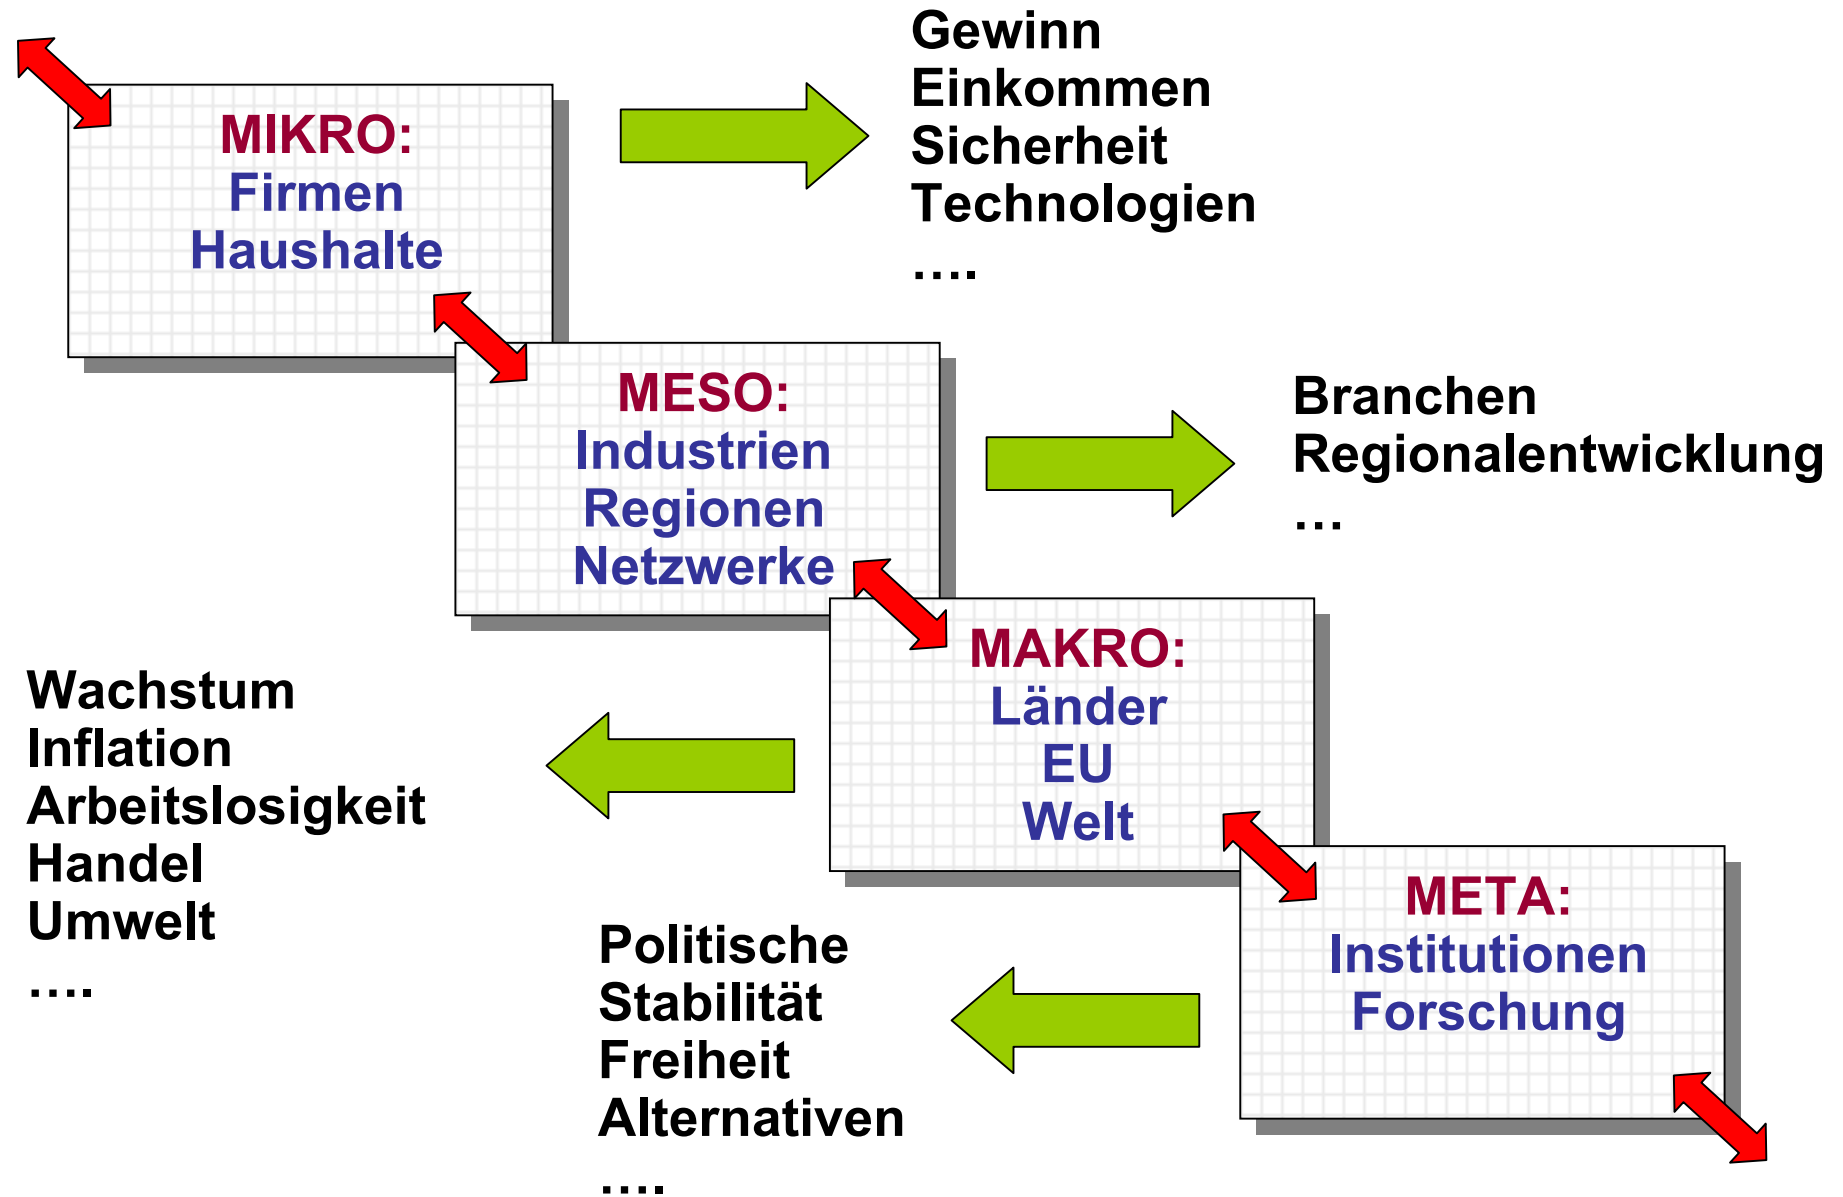 MIKRO:
Firmen
Haushalte
Gewinn
Einkommen
Sicherheit
Technologien
….
MESO:
Industrien
Regionen
Netzwerke
Branchen
Regionalentwicklung
…
MAKRO:
Länder
EU
Welt
Wachstum
Inflation
Arbeitslosigkeit
Handel
Umwelt
….
META:
Institutionen
Forschung
Politische
Stabilität
Freiheit
Alternativen
….